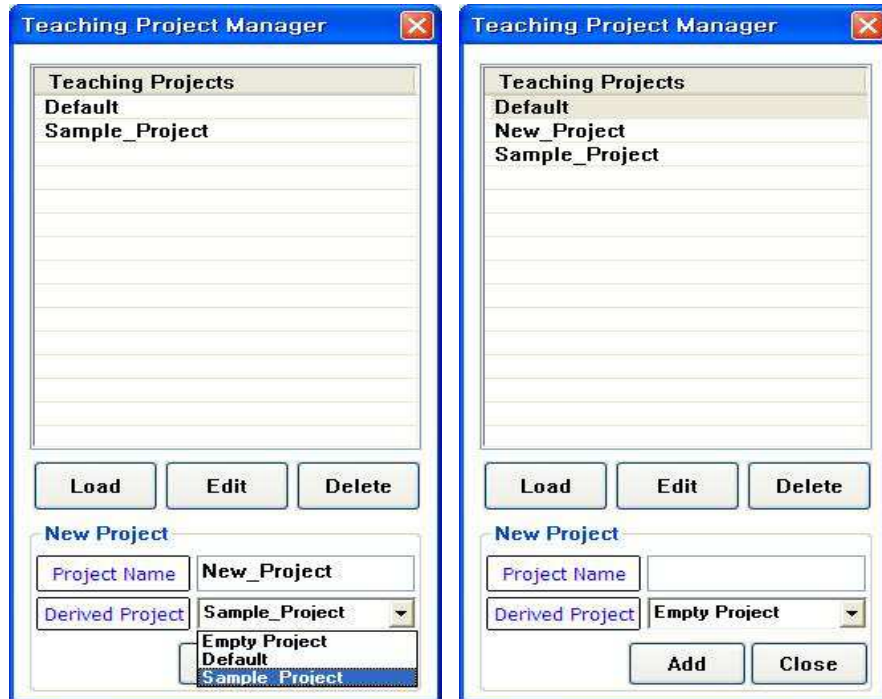 Teaching Project Manager
Teaching Projects
Default
Sample_Project
Load Edit Delete
New Project
Project Name New_Project
Derived Project Sample_Project
Empty Project
Default
Sample_Project
Teaching Project Manager
Teaching Projects
Default
New_Project
Sample_Project
Load Edit Delete
New Project
Project Name
Derived Project Empty Project
Add Close